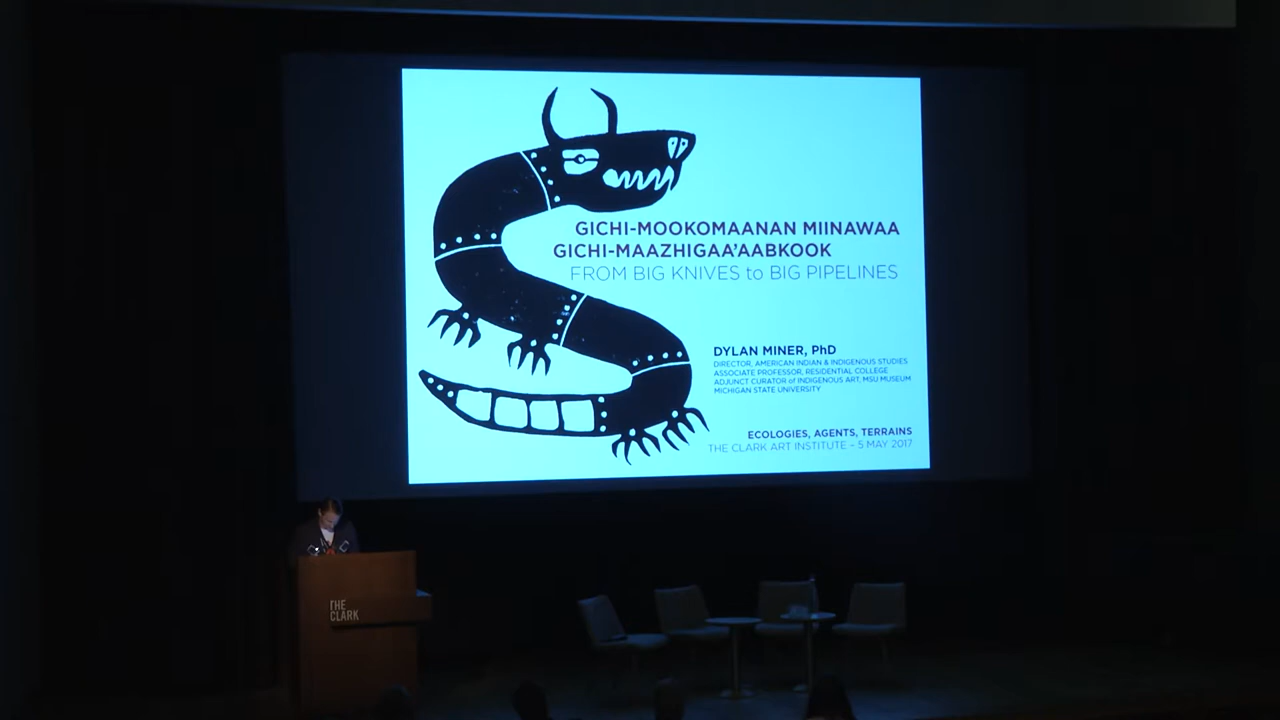 GICHI-MOOKOMAANAN MIINAWAA
GICHI-MAAZHIGAA'AABKOOK
FROM BIG KNIVES to BIG PIPELINES
DYLAN MINER, PhD
DIRECTOR, AMERICAN INDIAN & INDIGENOUS STUDIES
ASSOCIATE PROFESSOR, RESIDENTIAL COLLEGE
ADJUNCT CURATOR of INDIGENOUS ART, MSU MUSEUM
MICHIGAN STATE UNIVERSITY
ECOLOGIES, AGENTS, TERRAINS
THE CLARK ART INSTITUTE – 5 MAY 2017
THE
CLARK